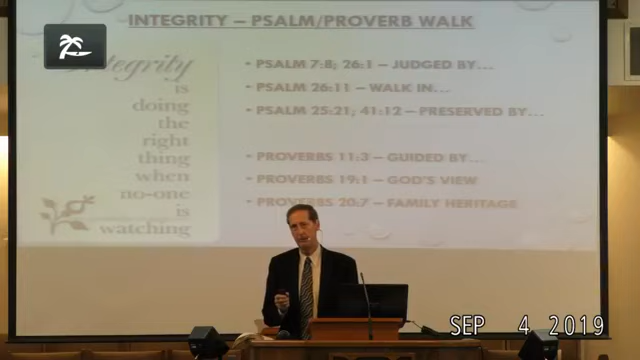 INTEGRITY – PSALM/PROVERB WALK
Integrity
is
doing
the
right
thing
when
no-one
is
watching
• PSALM 7:8; 26:1 – JUDGED BY...
• PSALM 26:11 – WALK IN...
• PSALM 25:21; 41:12 – PRESERVED BY...
• PROVERBS 11:3 – GUIDED BY...
• PROVERBS 19:1 – GOD'S VIEW
• PROVERBS 20:7 – FAMILY HERITAGE
SEP 4 2019